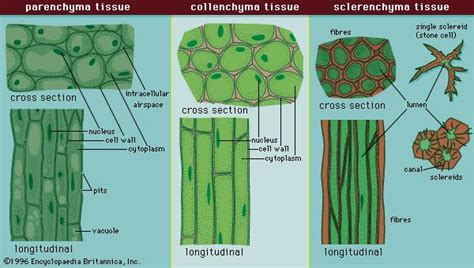 parenchyma tissue
cross section
intracellular
airspace
nucleus
cell wall
cytoplasm
pits
vacuole
longitudinal
©1996 Encyclopaedia Britannica, Inc.
collenchyma tissue
cross section
nucleus
cell wall
cytoplasm
longitudinal
sclerenchyma tissue
fibres
single sclereid
(stone cell)
cross section
lumen
canal
sclereids
fibres
longitudinal